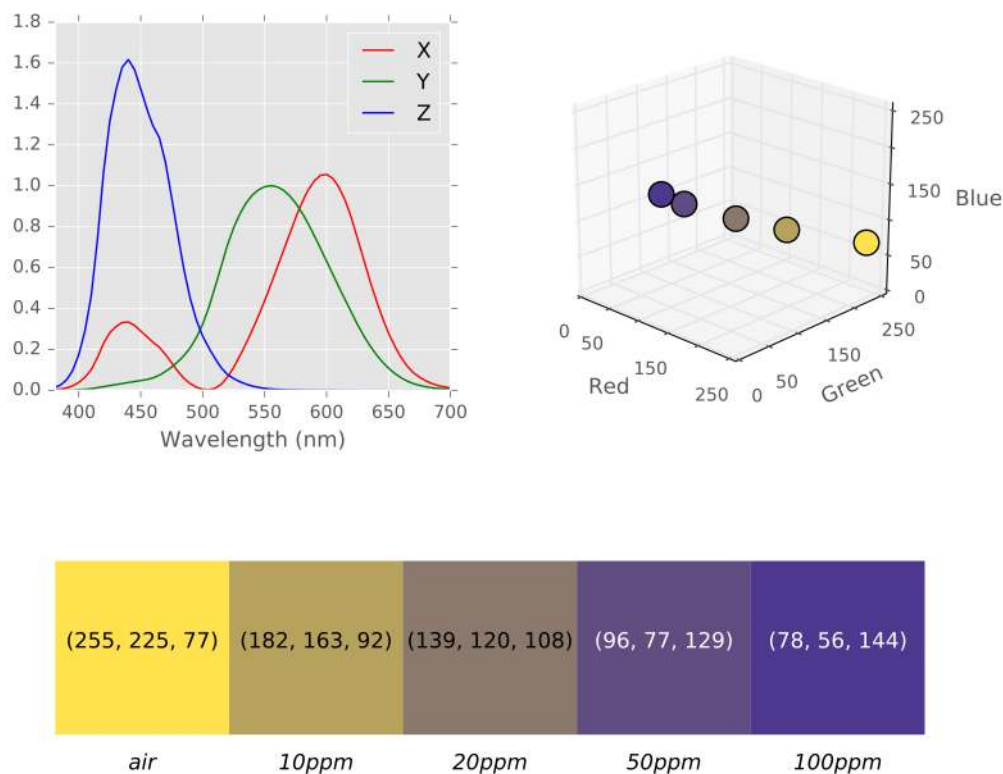 1.8
1.6
1.4
1.2
1.0
0.8
0.6
0.4
0.2
0.0
400 450 500 550 600 650 700
Wavelength (nm)
X
Y
Z
250
150
50
0
Blue
0 50 150 250
Red
0 50 150 250
Green
(255, 225, 77) (182, 163, 92) (139, 120, 108) (96, 77, 129) (78, 56, 144)
air 10ppm 20ppm 50ppm 100ppm